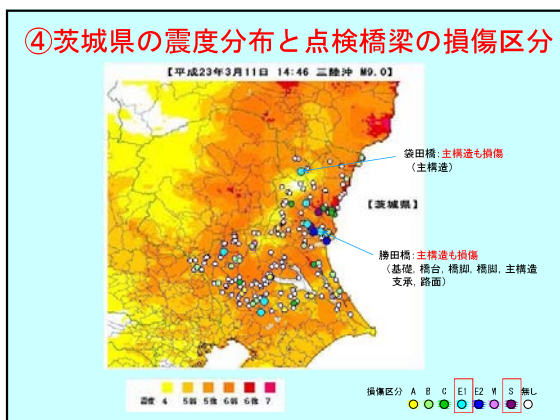 ④茨城県の震度分布と点検橋梁の損傷区分
【平成23年3月11日 14:46 三陸沖 M9.0】
袋田橋:主構造も損傷
(主構造)
【茨城県】
勝田橋:主構造も損傷
(基礎, 橋台, 橋脚, 橋脚, 主構造
支承, 路面)
震度 4 5弱 5強 6弱 6強 7
損傷区分 A B C E1 E2 M S 無し